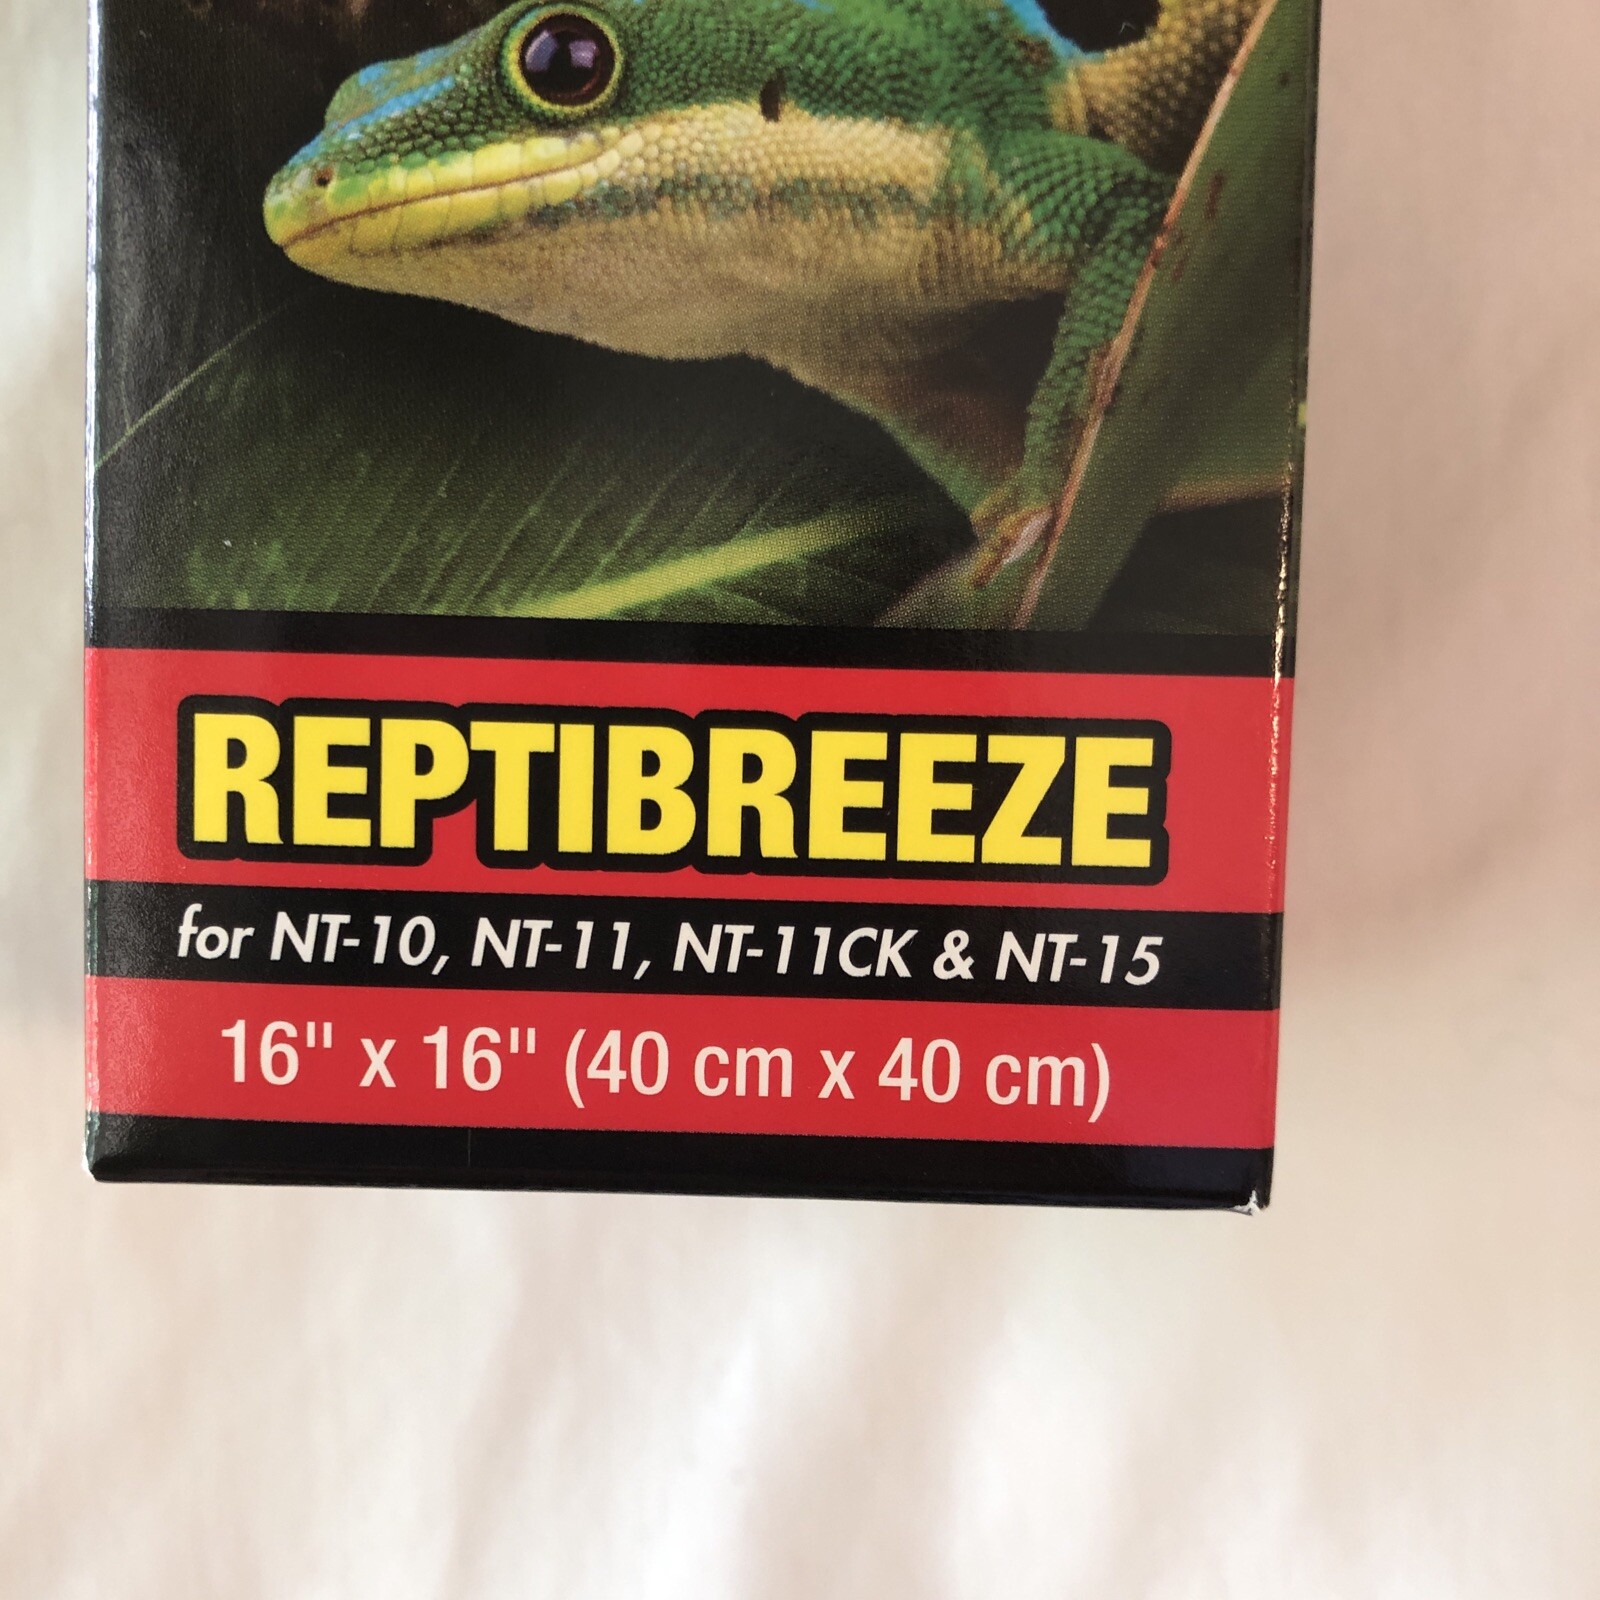 REPTIBREEZE
for NT-10, NT-11, NT-11CK & NT-15
16" x 16" (40 cm x 40 cm)